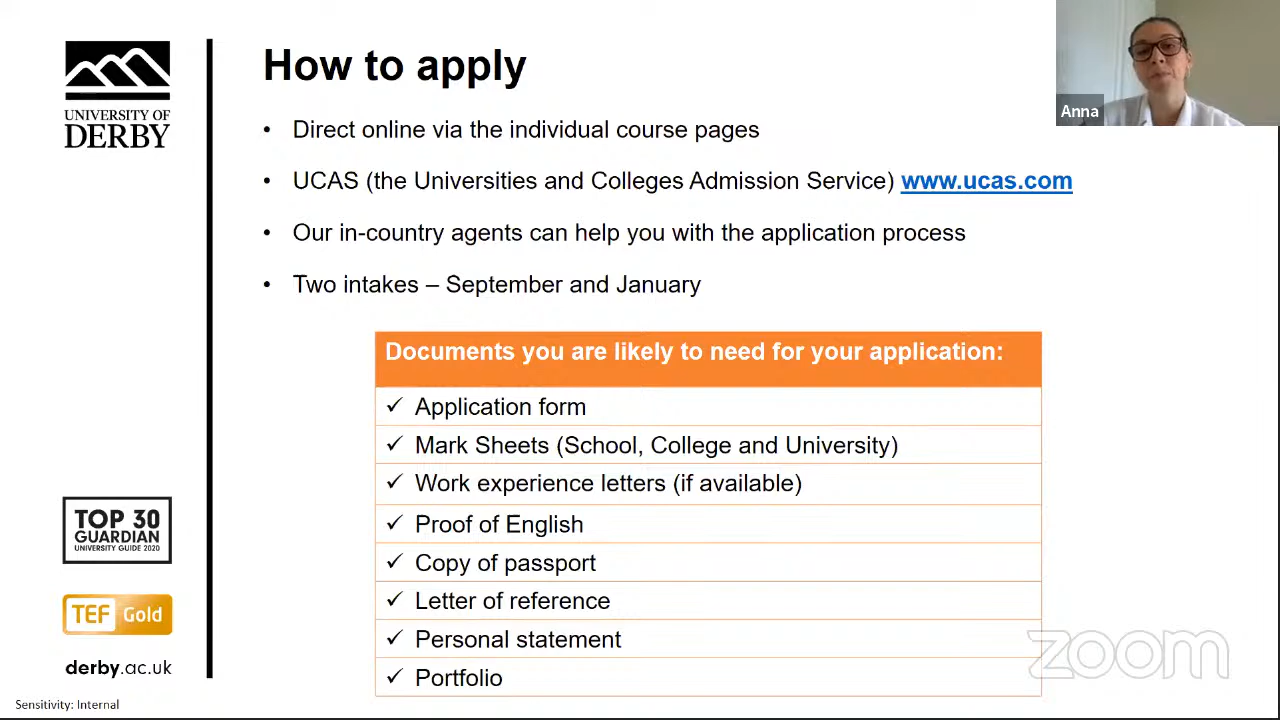 UNIVERSITY OF
DERBY
How to apply
• Direct online via the individual course pages
• UCAS (the Universities and Colleges Admission Service) www.ucas.com
• Our in-country agents can help you with the application process
• Two intakes – September and January
Anna
Documents you are likely to need for your application:
✓ Application form
✓ Mark Sheets (School, College and University)
✓ Work experience letters (if available)
✓ Proof of English
✓ Copy of passport
✓ Letter of reference
✓ Personal statement
✓ Portfolio
TOP 30
GUARDIAN
UNIVERSITY GUIDE 2020
TEF Gold
derby.ac.uk
Sensitivity: Internal
zoom